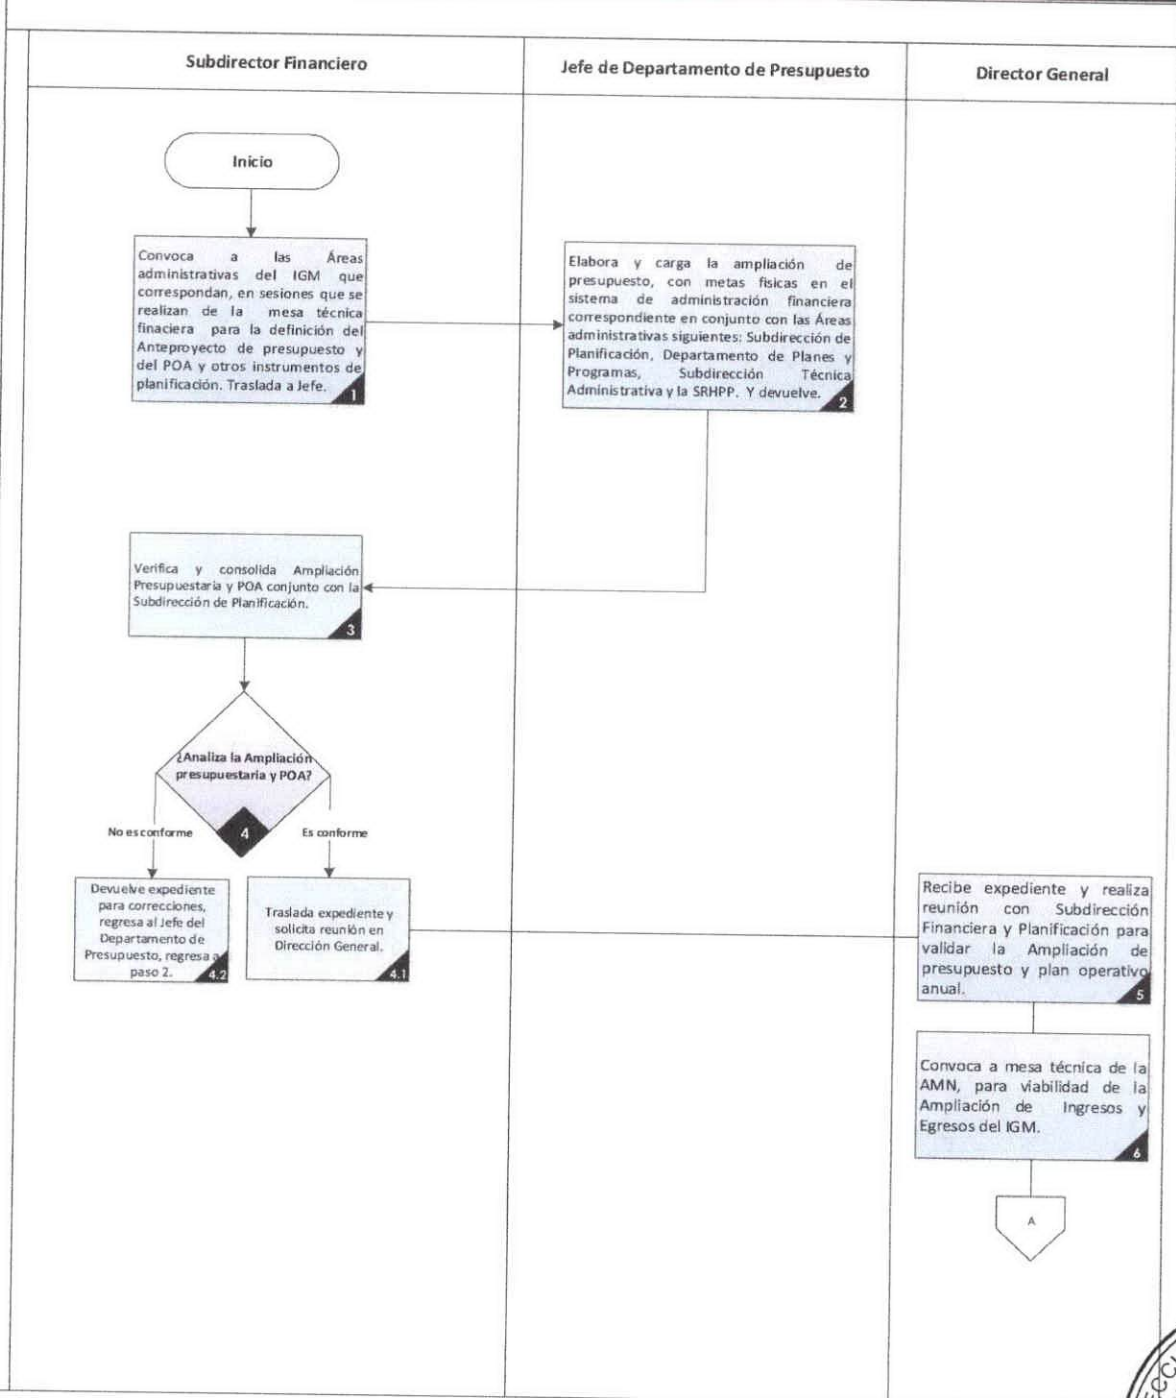 Subdirector Financiero
Jefe de Departamento de Presupuesto
Director General
Inicio
Convoca a las Áreas
administrativas del IGM que
correspondan, en sesiones que se
realizan de la mesa técnica
finaciera para la definición del
Anteproyecto de presupuesto y
del POA y otros instrumentos de
planificación. Traslada a Jefe.
1
Elabora y carga la ampliación de
presupuesto, con metas fisicas en el
sistema de administración financiera
correspondiente en conjunto con las Áreas
administrativas siguientes: Subdirección de
Planificación, Departamento de Planes y
Programas, Subdirección Técnica
Administrativa y la SRHPP. Y devuelve.
2
Verifica y consolida Ampliación
Presupuestaria y POA conjunto con la
Subdirección de Planificación.
3
¿Analiza la Ampliación
presupuestaria y POA?
4
No es conforme
Es conforme
Devuelve expediente
para correcciones,
regresa al Jefe del
Departamento de
Presupuesto, regresa a
paso 2.
4.2
Traslada expediente y
solicita reunión en
Dirección General.
4.1
Recibe expediente y realiza
reunión con Subdirección
Financiera y Planificación para
validar la Ampliación de
presupuesto y plan operativo
anual.
5
Convoca a mesa técnica de la
AMN, para viabilidad de la
Ampliación de Ingresos y
Egresos del IGM.
6
A